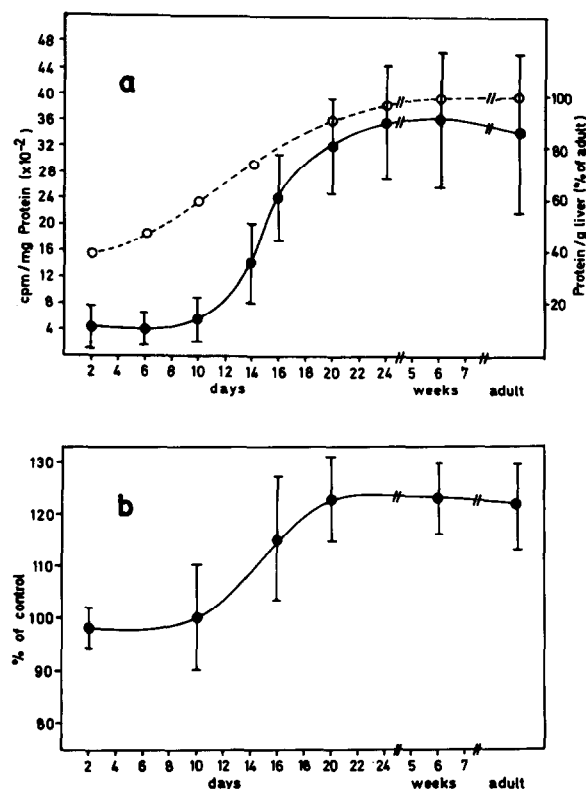 a
cpm/mg Protein (x10-2)
48
44
40
36
32
28
24
20
16
12
8
4
Protein/g liver (% of adult)
100
80
60
40
20
2 4 6 8 10 12 14 16 18 20 22 24 5 6 7
days weeks adult
b
% of control
130
120
110
100
90
80
2 4 6 8 10 12 14 16 18 20 22 24 5 6 7
days weeks adult